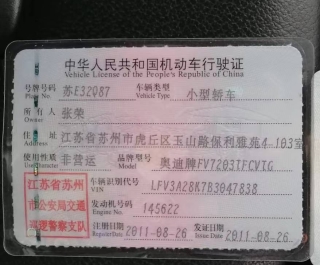 中华人民共和国机动车行驶证
Vehicle License of the People's Republic of China
号牌号码 Plate No. 苏E32Q87 车辆类型 Vehicle Type 小型轿车
所有人 Owner 张荣
住址 Address 江苏省苏州市虎丘区玉山路保利雅苑4-103室
使用性质 Use Character 非营运 品牌型号 Model 奥迪牌FV7203TFCVTG
江苏省苏州市公安局交通巡逻警察支队
车辆识别代号 VIN LFV3A28K7B3047838
发动机号码 Engine No. 145622
注册日期 Register Date 2011-08-26 发证日期 Issue Date 2011-08-26